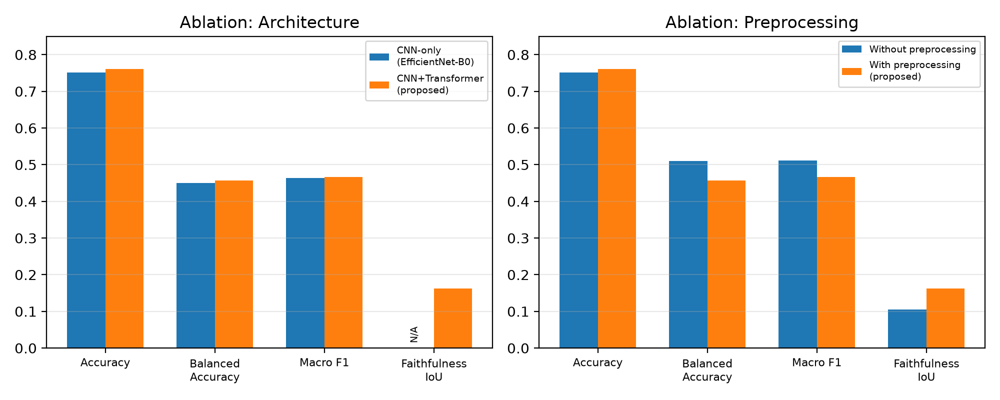 Ablation: Architecture
0.8
0.7
0.6
0.5
0.4
0.3
0.2
0.1
0.0
CNN-only
(EfficientNet-B0)
CNN+Transformer
(proposed)
N/A
Accuracy
Balanced
Accuracy
Macro F1
Faithfulness
IoU
Ablation: Preprocessing
0.8
0.7
0.6
0.5
0.4
0.3
0.2
0.1
0.0
Without preprocessing
With preprocessing
(proposed)
Accuracy
Balanced
Accuracy
Macro F1
Faithfulness
IoU